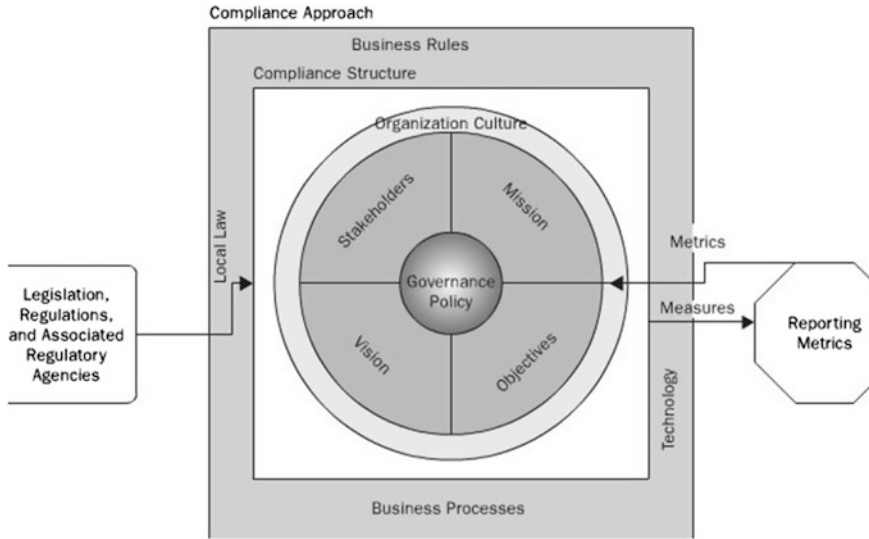 Compliance Approach
Business Rules
Compliance Structure
Organization Culture
Stakeholders
Mission
Local Law
Metrics
Governance
Policy
Legislation,
Regulations,
and Associated
Regulatory
Agencies
Measures
Reporting
Metrics
Vision
Objectives
Technology
Business Processes